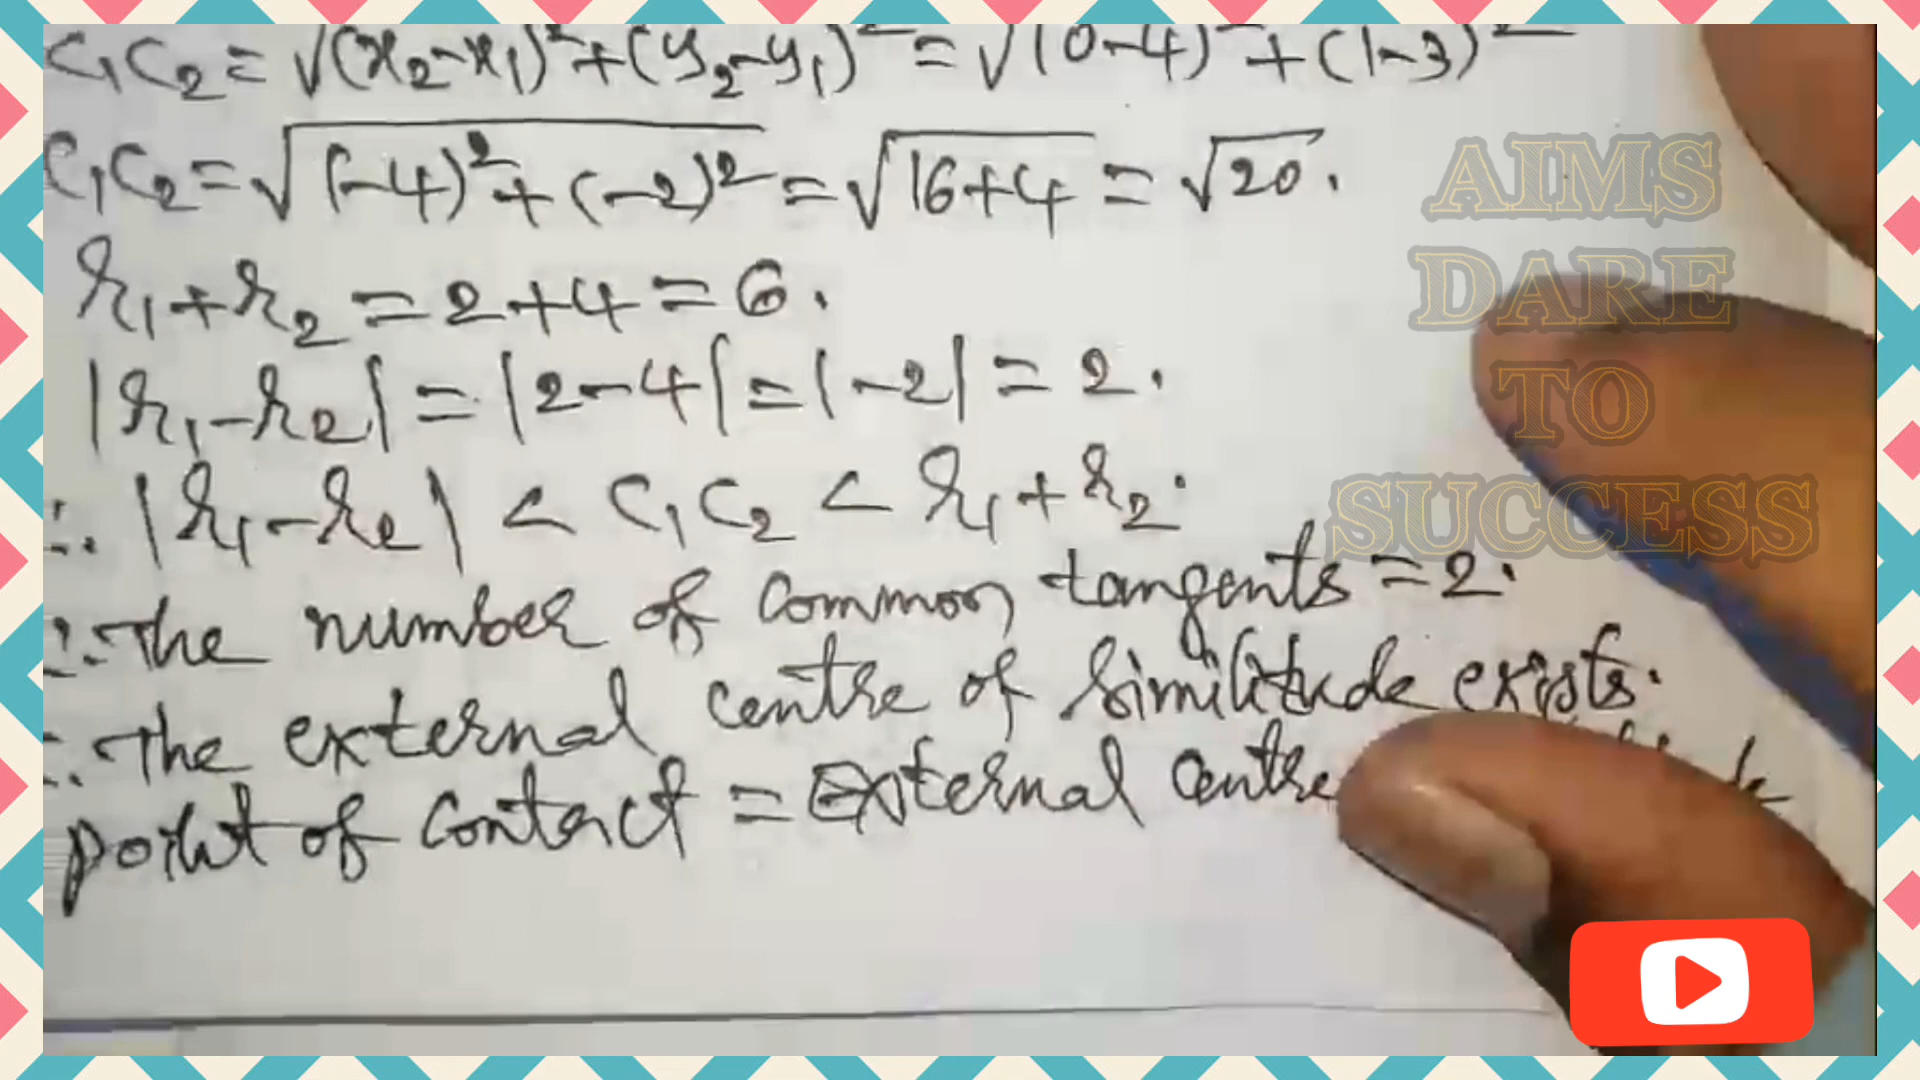 C₁C₂ = √(x₂-x₁)²+(y₂-y₁)² = √(0-4)²+(1-3)²
C₁C₂ = √(-4)²+(-2)² = √16+4 = √20.
r₁+r₂ = 2+4 = 6.
|r₁-r₂| = |2-4| = |-2| = 2.
∴ |r₁-r₂| < C₁C₂ < r₁+r₂.
∴ The number of common tangents = 2.
∴ The external centre of similitude exists.
point of contact = External centre
AIMS
DARE
TO
SUCCESS